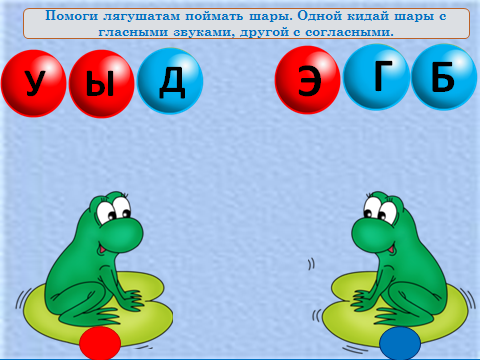 Помоги лягушатам поймать шары. Одной кидай шары с
гласными звуками, другой с согласными.
У Ы Д Э Г Б